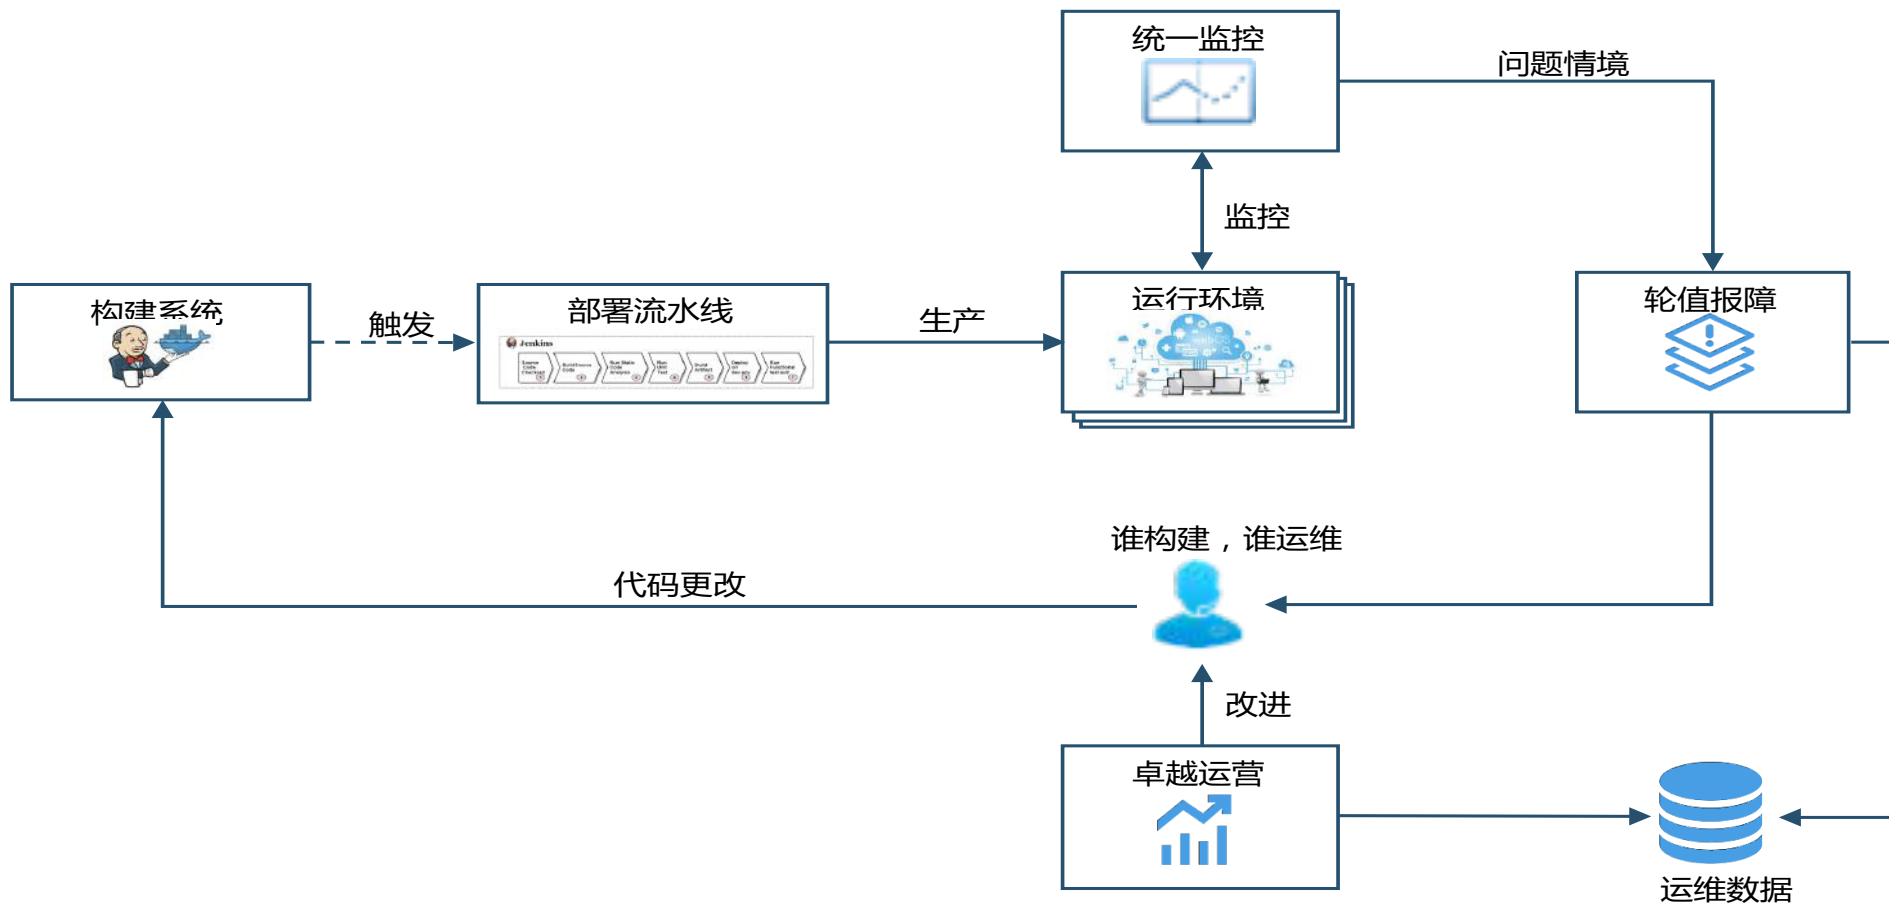 统一监控
问题情境
监控
构建系统
触发
部署流水线
Jenkins
生产
运行环境
轮值报障
谁构建，谁运维
代码更改
改进
卓越运营
运维数据